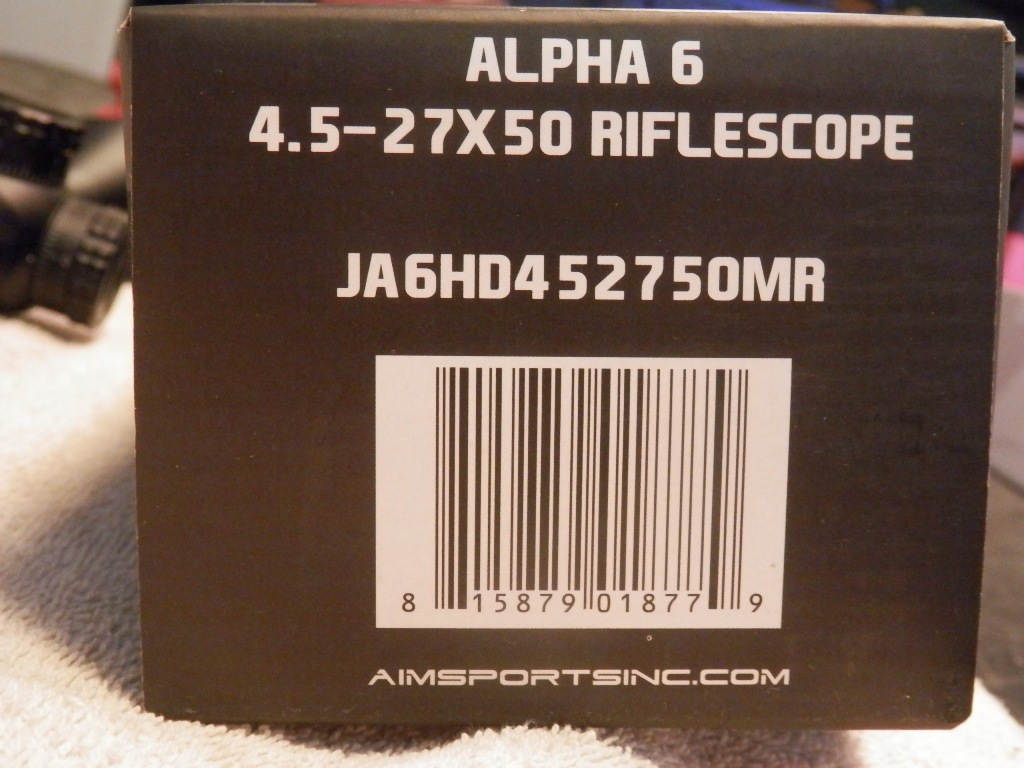 ALPHA 6
4.5-27X50 RIFLESCOPE
JA6HD452750MR
8 15879 01877 9
AIMSPORTSINC.COM